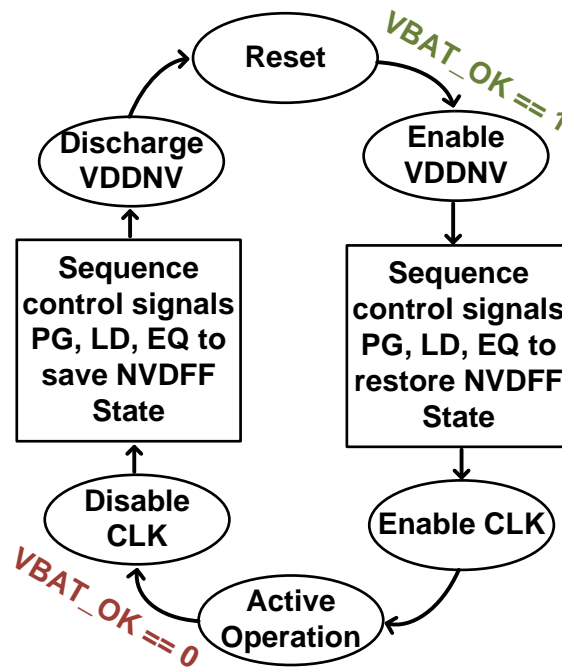 Reset
VBAT_OK == 1
Enable
VDDNV
Sequence
control signals
PG, LD, EQ to
restore NVDFF
State
Enable CLK
Active
Operation
VBAT_OK == 0
Disable
CLK
Sequence
control signals
PG, LD, EQ to
save NVDFF
State
Discharge
VDDNV